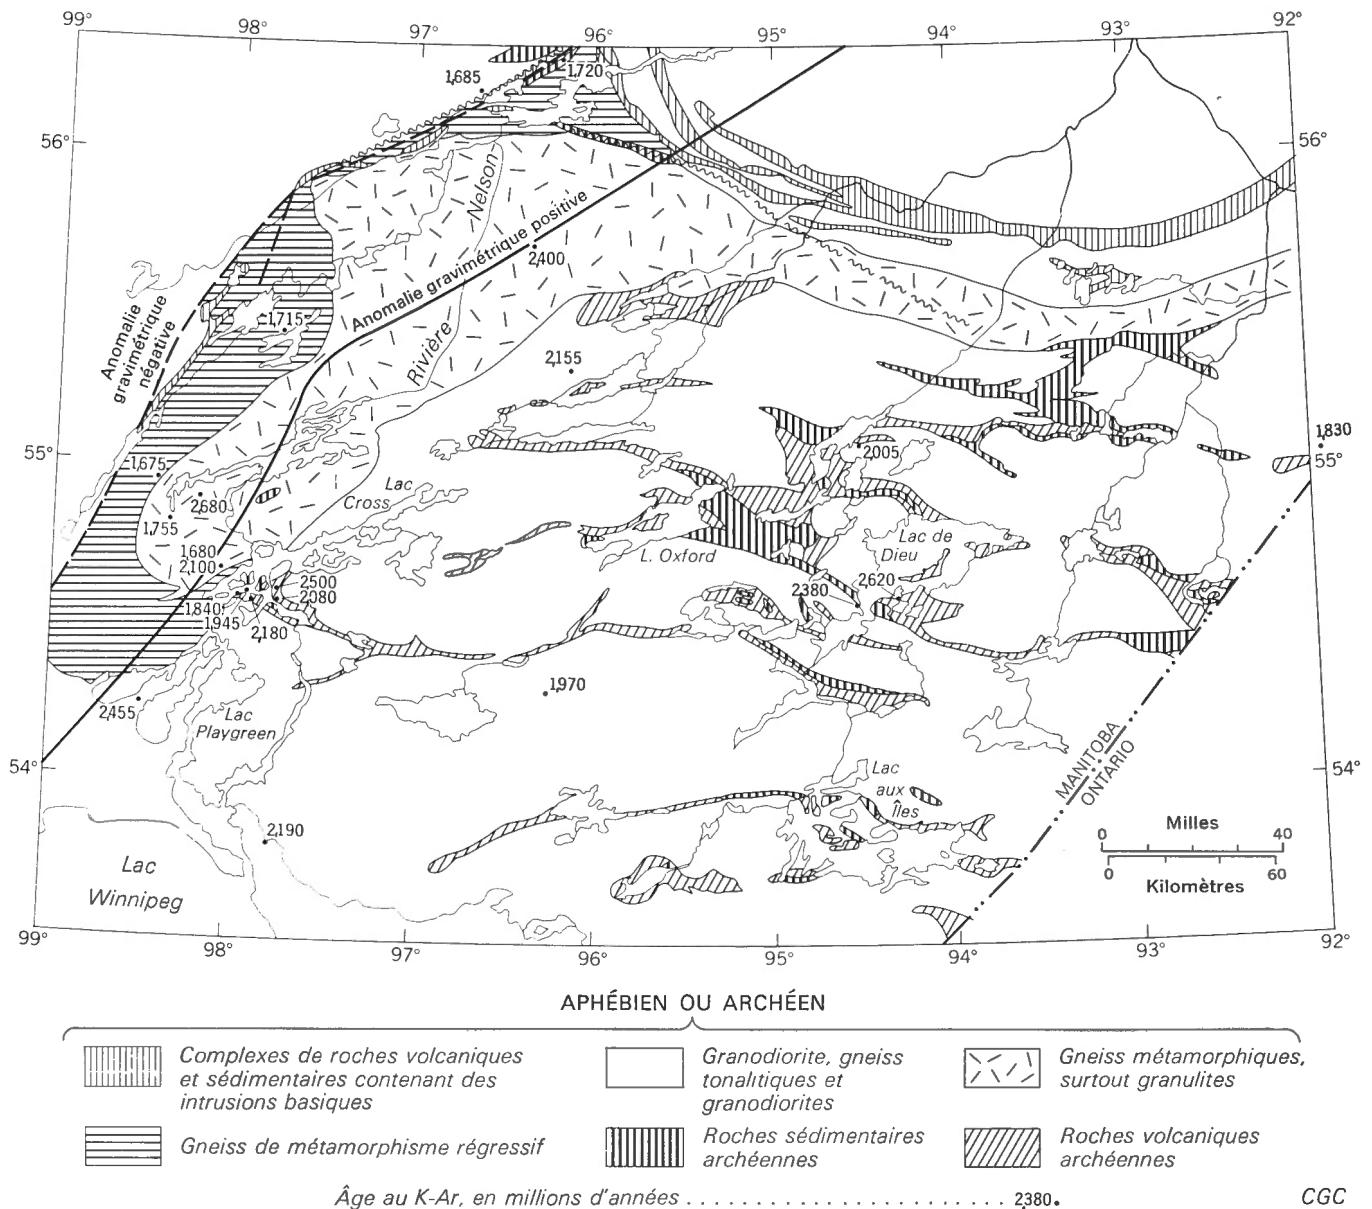 99°
98°
97°
96°
95°
94°
93°
92°
1,685
1,720
56°
56°
Nelson
Anomalie gravimétrique positive
2,400
Rivière
Anomalie
gravimétrique
négative
1,715
2,155
55°
1,830
55°
1,675
2,005
2,680
Lac
Cross
1,755
1,680
2,100
L. Oxford
Lac de
Dieu
2,500
2,080
2,380
2,620
1,840
1,945
2,180
1,970
2,455
Lac
Playgreen
MANITOBA
ONTARIO
54°
54°
Lac
aux
Îles
2,190
Milles
0 40
0 60
Kilomètres
Lac
Winnipeg
99°
98°
97°
96°
95°
94°
93°
92°
APHÉBIEN OU ARCHÉEN
Complexes de roches volcaniques
et sédimentaires contenant des
intrusions basiques
Granodiorite, gneiss
tonalitiques et
granodiorites
Gneiss métamorphiques,
surtout granulites
Gneiss de métamorphisme régressif
Roches sédimentaires
archéennes
Roches volcaniques
archéennes
Âge au K-Ar, en millions d'années . . . . . . . . . . . . . . . . . . . . . . . . . 2,380.
CGC